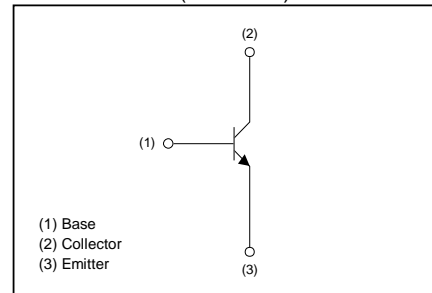 (2)
(1)
(1) Base
(2) Collector
(3) Emitter
(3)